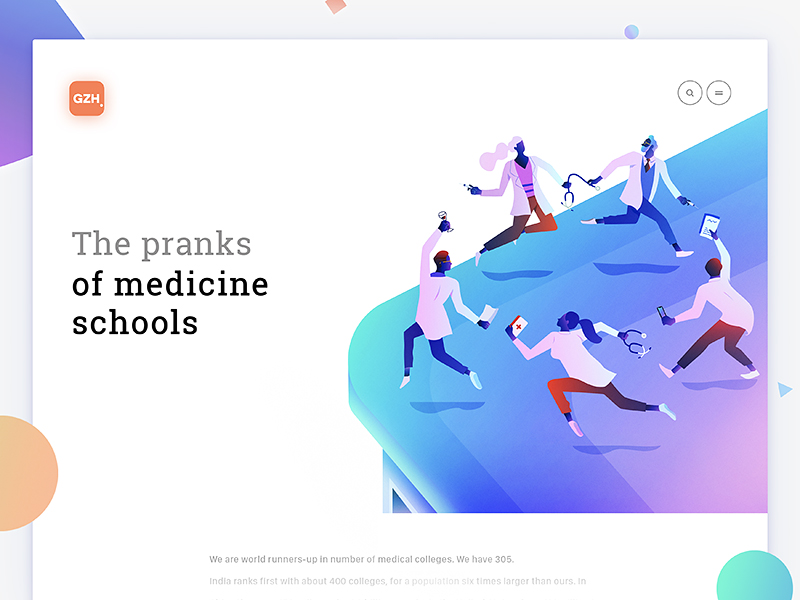 GZH.
The pranks
of medicine
schools
We are world runners-up in number of medical colleges. We have 305.
India ranks first with about 400 colleges, for a population six times larger than ours. In